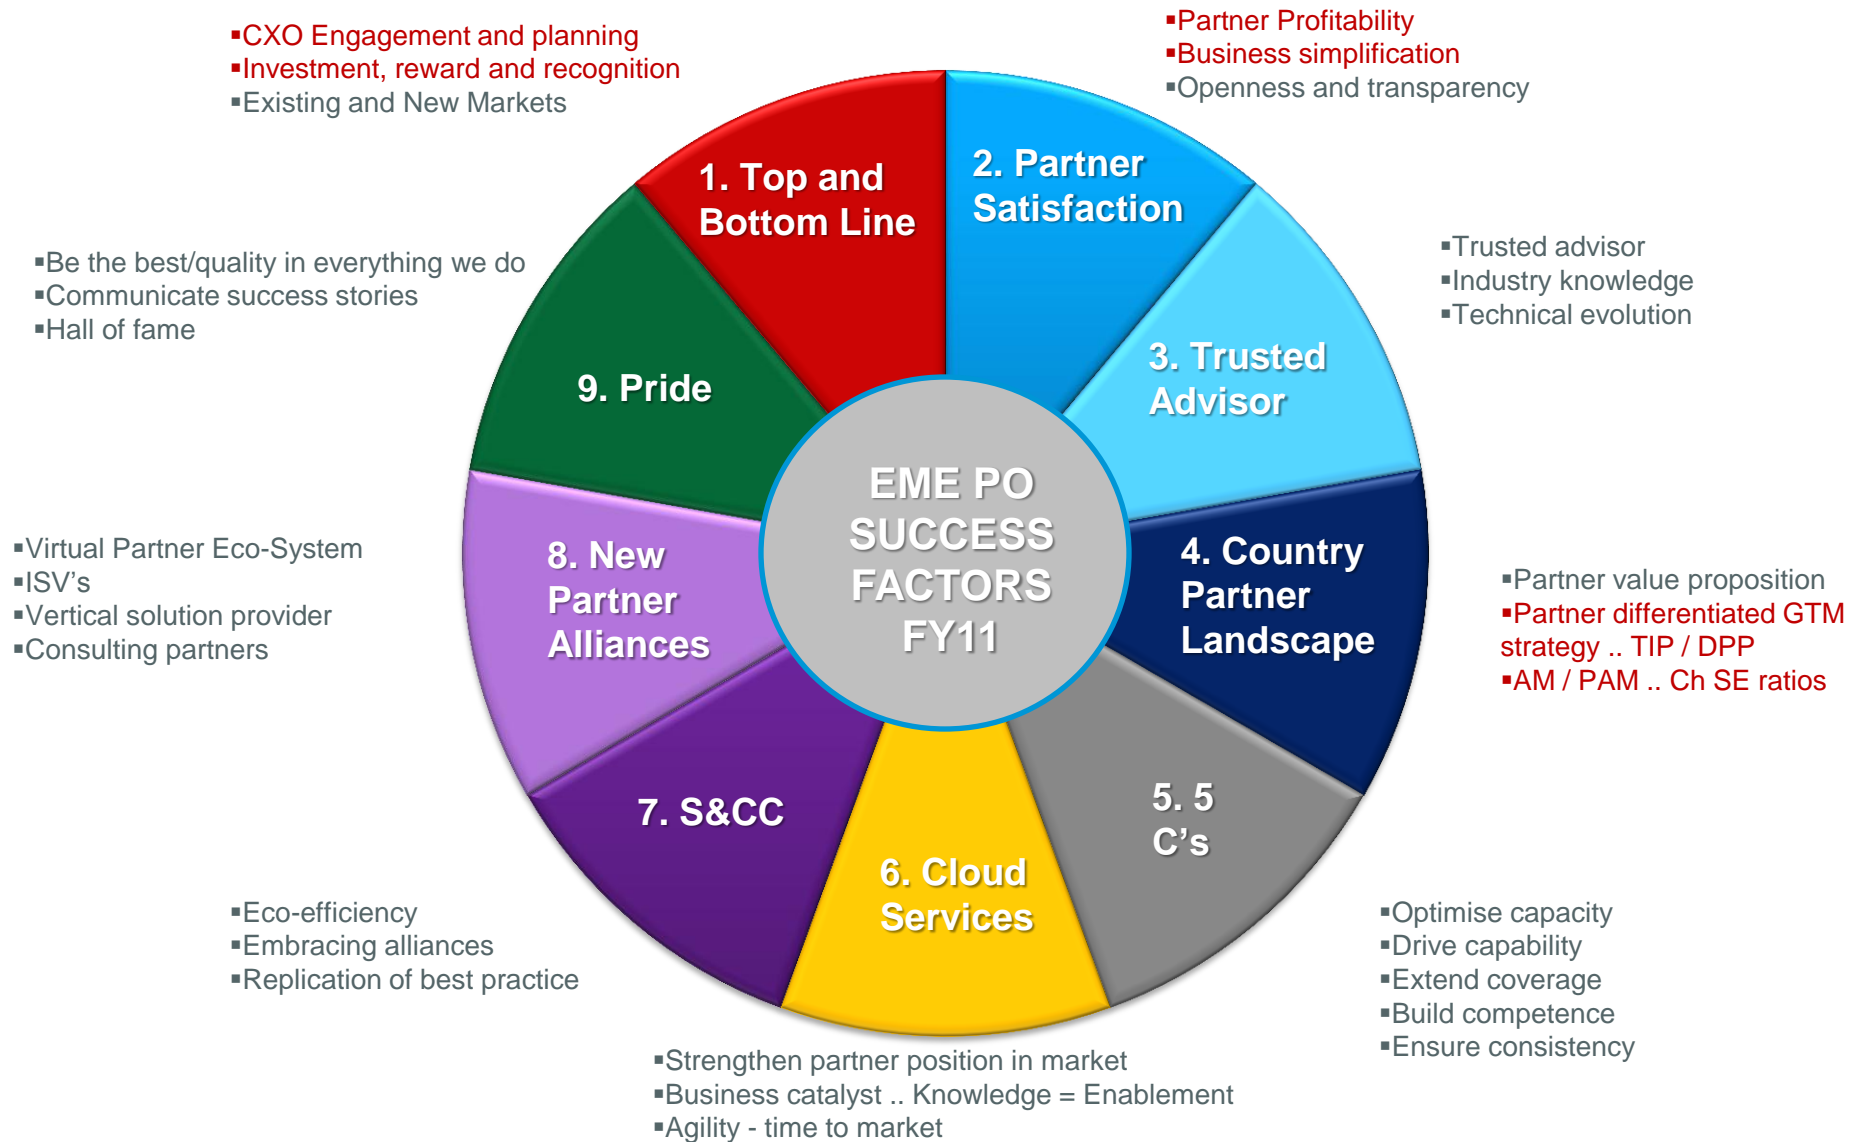 ▪CXO Engagement and planning
▪Investment, reward and recognition
▪Existing and New Markets
▪Partner Profitability
▪Business simplification
▪Openness and transparency
1. Top and
Bottom Line
2. Partner
Satisfaction
▪Be the best/quality in everything we do
▪Communicate success stories
▪Hall of fame
▪Trusted advisor
▪Industry knowledge
▪Technical evolution
9. Pride
3. Trusted
Advisor
EME PO
SUCCESS
FACTORS
FY11
▪Virtual Partner Eco-System
▪ISV’s
▪Vertical solution provider
▪Consulting partners
8. New
Partner
Alliances
4. Country
Partner
Landscape
▪Partner value proposition
▪Partner differentiated GTM
strategy .. TIP / DPP
▪AM / PAM .. Ch SE ratios
7. S&CC
5. 5
C’s
6. Cloud
Services
▪Eco-efficiency
▪Embracing alliances
▪Replication of best practice
▪Optimise capacity
▪Drive capability
▪Extend coverage
▪Build competence
▪Ensure consistency
▪Strengthen partner position in market
▪Business catalyst .. Knowledge = Enablement
▪Agility - time to market